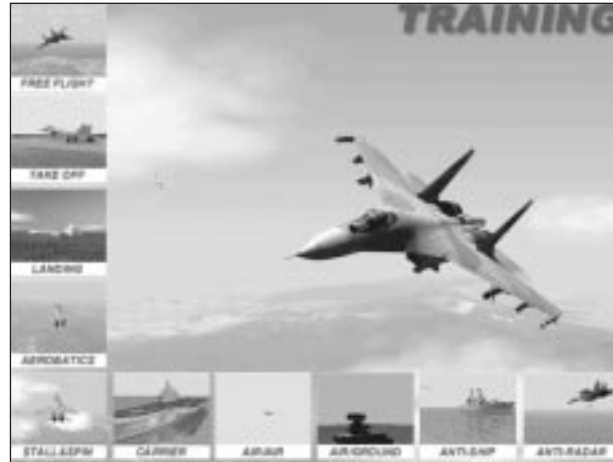 TRAINING
FREE FLIGHT
TAKE OFF
LANDING
AEROBATICS
STALL&SPIN
CARRIER
AIR/AIR
AIR/GROUND
ANTI-SHIP
ANTI-RADAR